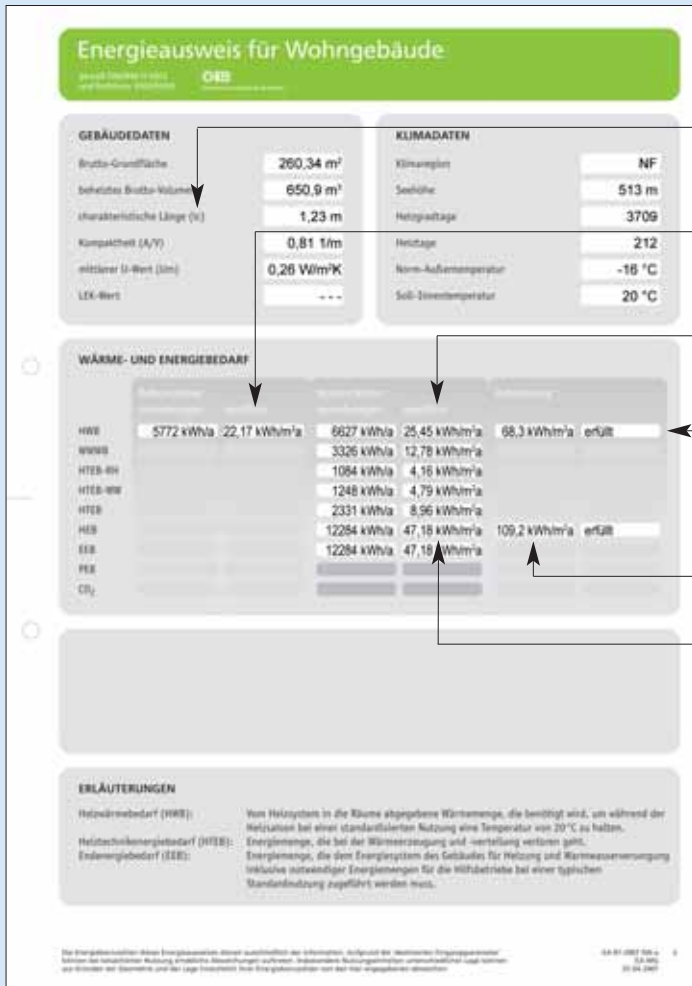 Energieausweis für Wohngebäude
OIB
GEBÄUDEDATEN
Brutto-Grundfläche 260,34 m²
beheiztes Brutto-Volumen 650,9 m³
charakteristische Länge (lc) 1,23 m
Kompaktheit (A/V) 0,81 1/m
mittlerer U-Wert (Um) 0,26 W/m²K
LEK-Wert - - -
KLIMADATEN
Klimaregion NF
Seehöhe 513 m
Heizgradtage 3709
Heiztage 212
Norm-Außentemperatur -16 °C
Soll-Innentemperatur 20 °C
WÄRME- UND ENERGIEBEDARF
HWB 5772 kWh/a 22,17 kWh/m²a 6627 kWh/a 25,45 kWh/m²a 68,3 kWh/m²a erfüllt
WWWB 3326 kWh/a 12,78 kWh/m²a
HTEB-RH 1084 kWh/a 4,16 kWh/m²a
HTEB-WW 1248 kWh/a 4,79 kWh/m²a
HTEB 2331 kWh/a 8,96 kWh/m²a
HEB 12284 kWh/a 47,18 kWh/m²a 109,2 kWh/m²a erfüllt
EEB 12284 kWh/a 47,18 kWh/m²a
PEB
CO₂
ERLÄUTERUNGEN
Heizwärmebedarf (HWB): Vom Heizsystem in die Räume abgegebene Wärmemenge, die benötigt wird, um während der
Heizsaison bei einer standardisierten Nutzung eine Temperatur von 20°C zu halten.
Heiztechnikenergiebedarf (HTEB): Energiemenge, die bei der Wärmeerzeugung und -verteilung verloren geht.
Endenergiebedarf (EEB): Energiemenge, die dem Energiesystem des Gebäudes für Heizung und Warmwasserversorgung
inklusive notwendiger Energiemengen für die Hilfsbetriebe bei einer typischen
Standardnutzung zugeführt werden muss.